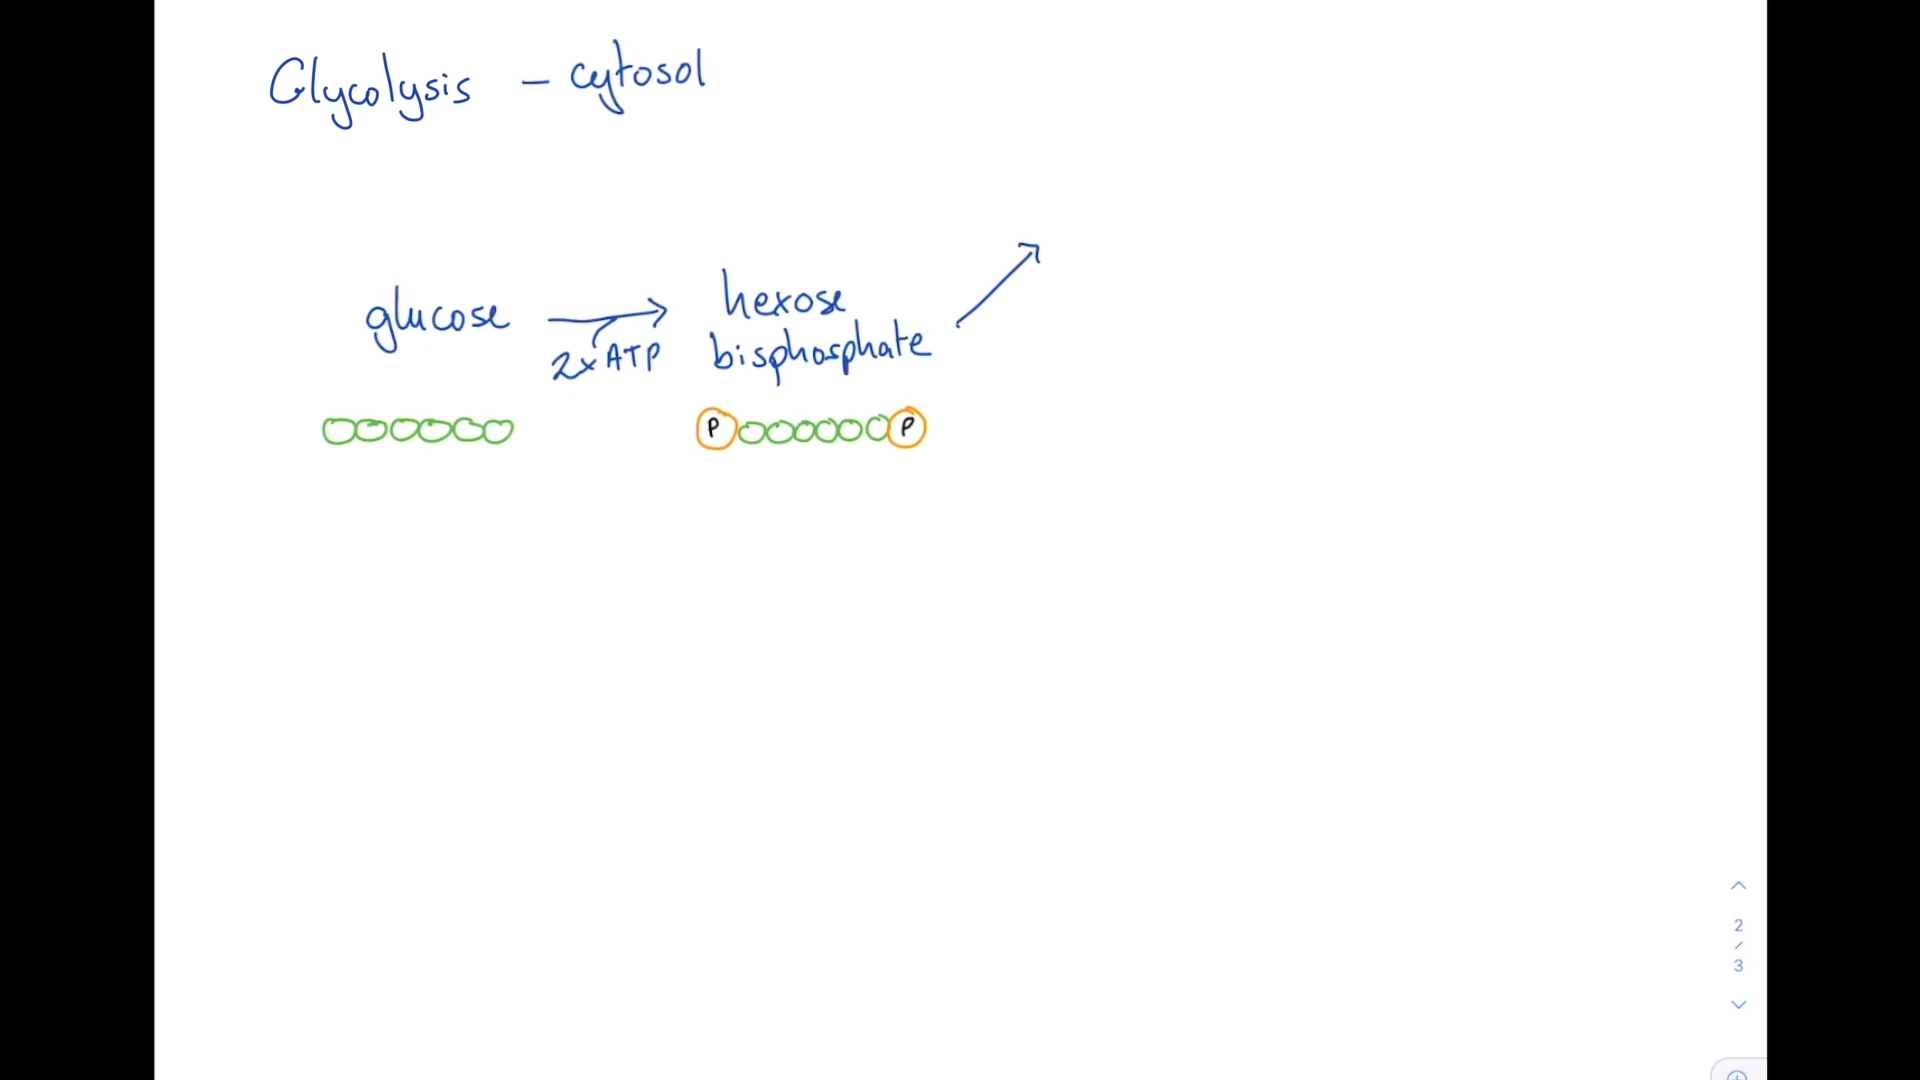 Glycolysis - cytosol
glucose
2x ATP
hexose
bisphosphate
P
P
2
/
3